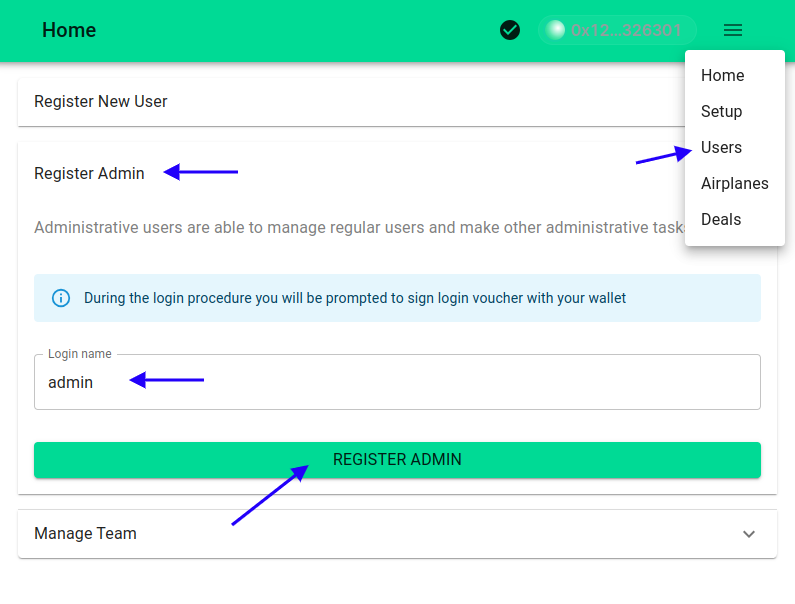 Home
0x12...326301
Home
Setup
Users
Airplanes
Deals
Register New User
Register Admin
Administrative users are able to manage regular users and make other administrative task
During the login procedure you will be prompted to sign login voucher with your wallet
Login name
admin
REGISTER ADMIN
Manage Team